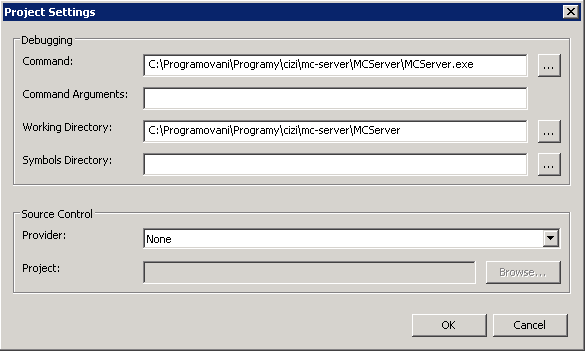 Project Settings
Debugging
Command:
C:\Programovani\Programy\cizi\mc-server\MCServer\MCServer.exe
...
Command Arguments:
Working Directory:
C:\Programovani\Programy\cizi\mc-server\MCServer
...
Symbols Directory:
...
Source Control
Provider:
None
Project:
Browse...
OK
Cancel